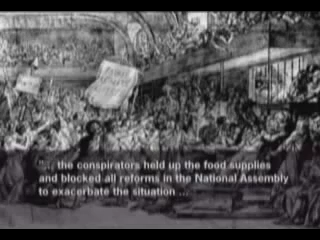 "... the conspirators held up the food supplies
and blocked all reforms in the National Assembly
to exacerbate the situation ...